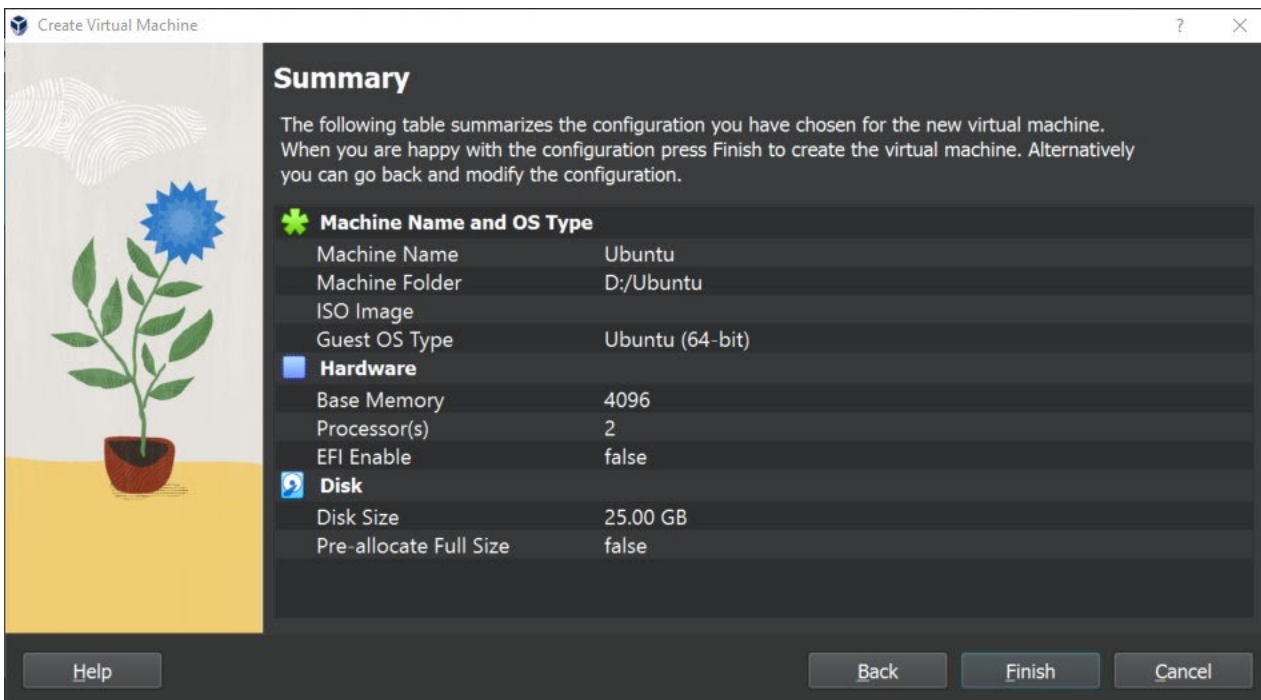 Create Virtual Machine
?
Summary
The following table summarizes the configuration you have chosen for the new virtual machine.
When you are happy with the configuration press Finish to create the virtual machine. Alternatively
you can go back and modify the configuration.
Machine Name and OS Type
Machine Name Ubuntu
Machine Folder D:/Ubuntu
ISO Image
Guest OS Type Ubuntu (64-bit)
Hardware
Base Memory 4096
Processor(s) 2
EFI Enable false
Disk
Disk Size 25.00 GB
Pre-allocate Full Size false
Help Back Finish Cancel